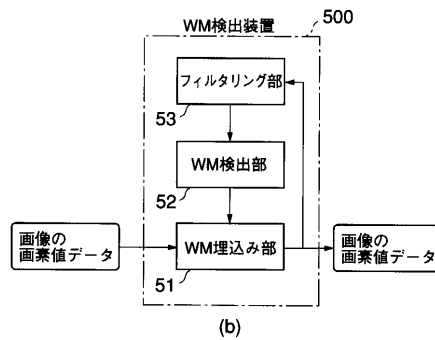 WM検出装置
500
フィルタリング部
53
WM検出部
52
画像の
画素値データ
WM埋込み部
51
画像の
画素値データ
(b)